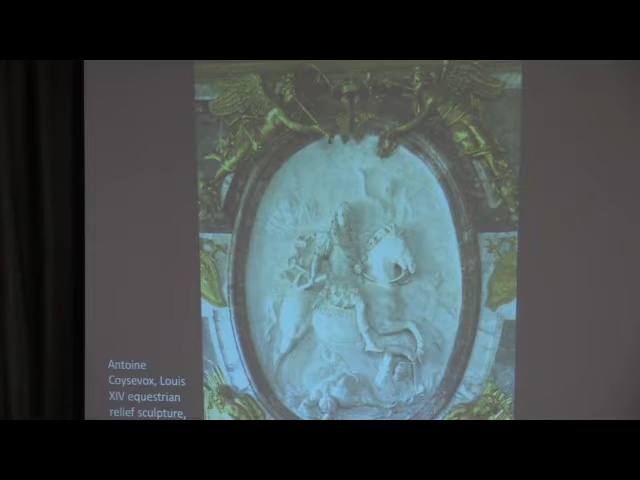 Antoine
Coysevox, Louis
XIV equestrian
relief sculpture,